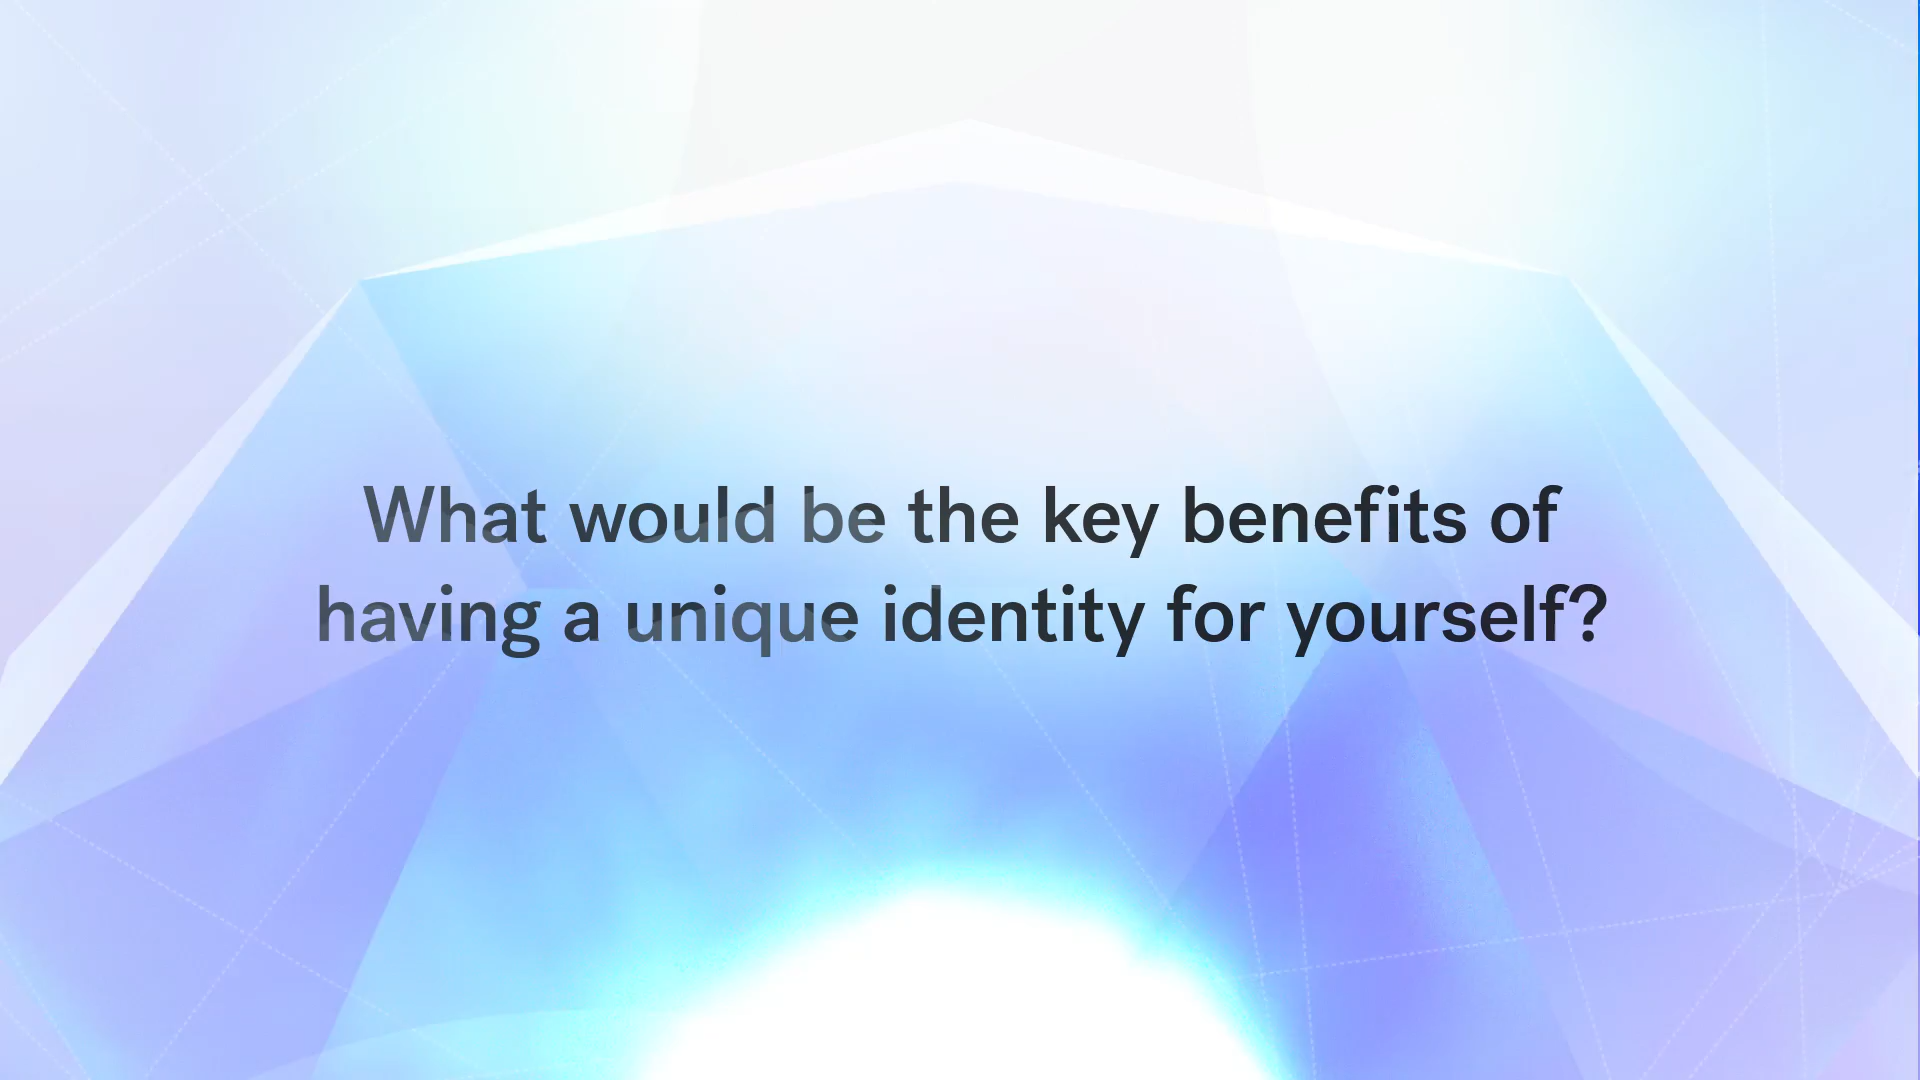 What would be the key benefits of
having a unique identity for yourself?